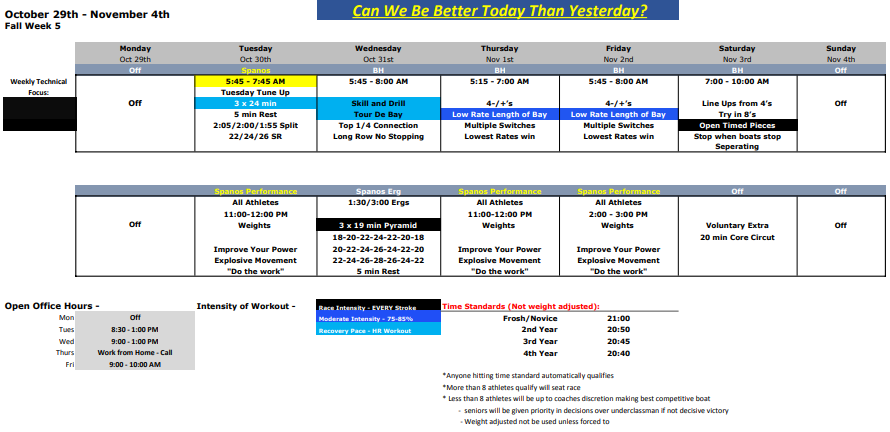 October 29th - November 4th
Can We Be Better Today Than Yesterday?
Fall Week 5
Monday Tuesday Wednesday Thursday Friday Saturday Sunday
Oct 29th Oct 30th Oct 31st Nov 1st Nov 2nd Nov 3rd Nov 4th
Off Spanos BH BH BH BH Off
Weekly Technical 5:45 - 7:45 AM 5:45 - 8:00 AM 5:15 - 7:00 AM 5:45 - 8:00 AM 7:00 - 10:00 AM
Focus: Tuesday Tune Up
Off 3 x 24 min Skill and Drill 4-/+'s 4-/+'s Line Ups from 4's Off
5 min Rest Tour De Bay Low Rate Length of Bay Low Rate Length of Bay Try in 8's
2:05/2:00/1:55 Split Top 1/4 Connection Multiple Switches Multiple Switches Open Timed Pieces
22/24/26 SR Long Row No Stopping Lowest Rates win Lowest Rates win Stop when boats stop
Seperating
Spanos Performance Spanos Erg Spanos Performance Spanos Performance Off Off
All Athletes 1:30/3:00 Ergs All Athletes All Athletes
11:00-12:00 PM 11:00-12:00 PM 2:00 - 3:00 PM
Off Weights 3 x 19 min Pyramid Weights Weights Voluntary Extra Off
18-20-22-24-22-20-18 20 min Core Circut
Improve Your Power 20-22-24-26-24-22-20 Improve Your Power Improve Your Power
Explosive Movement 22-24-26-28-26-24-22 Explosive Movement Explosive Movement
"Do the work" 5 min Rest "Do the work" "Do the work"
Open Office Hours - Intensity of Workout - Race Intensity - EVERY Stroke Time Standards (Not weight adjusted):
Mon Off Moderate Intensity - 75-85% Frosh/Novice 21:00
Tues 8:30 - 1:00 PM Recovery Pace - HR Workout 2nd Year 20:50
Wed 9:00 - 1:00 PM 3rd Year 20:45
Thurs Work from Home - Call 4th Year 20:40
Fri 9:00 - 10:00 AM
*Anyone hitting time standard automatically qualifies
*More than 8 athletes qualify will seat race
* Less than 8 athletes will be up to coaches discretion making best competitive boat
- seniors will be given priority in decisions over underclassman if not decisive victory
- Weight adjusted not be used unless forced to